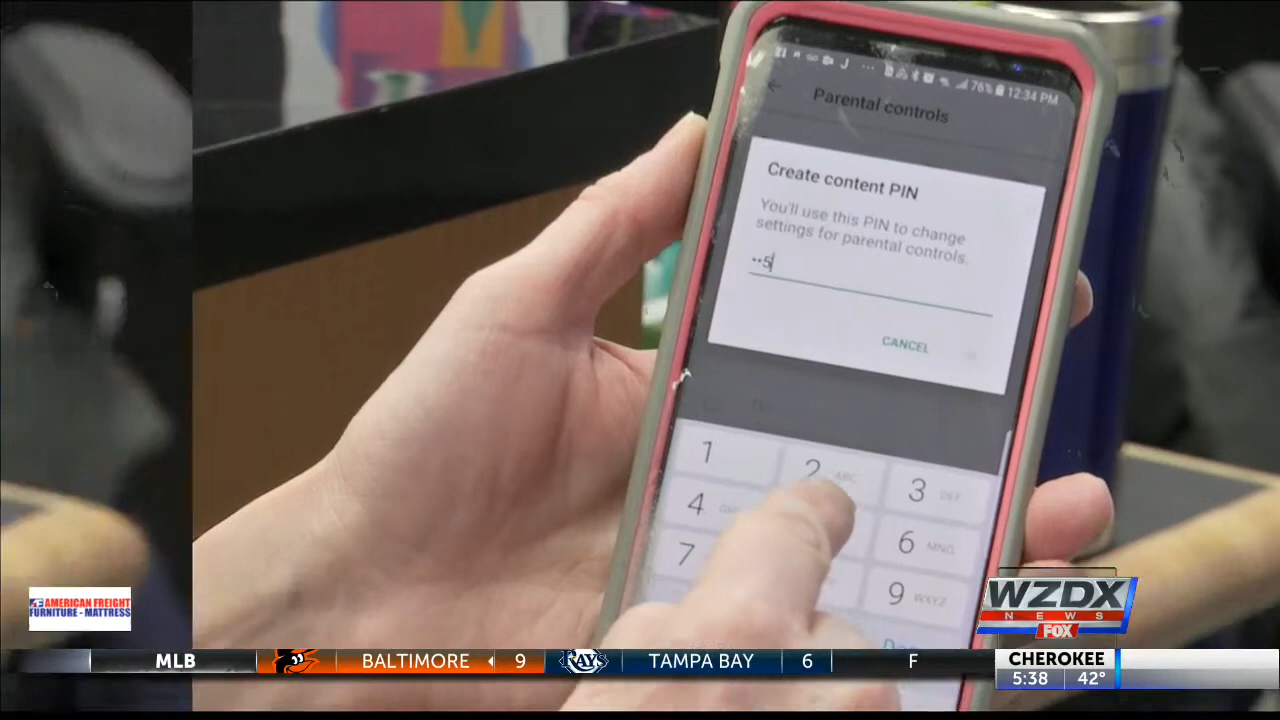 76% 12:34 PM
Parental controls
Create content PIN
You'll use this PIN to change
settings for parental controls.
••5
CANCEL
1
2 ABC
3 DEF
4
6 MNO
7
9 WXYZ
AF AMERICAN FREIGHT
FURNITURE - MATTRESS
WZDX
NEWS
FOX
MLB BALTIMORE 9 RAYS TAMPA BAY 6 F
CHEROKEE
5:38 42°